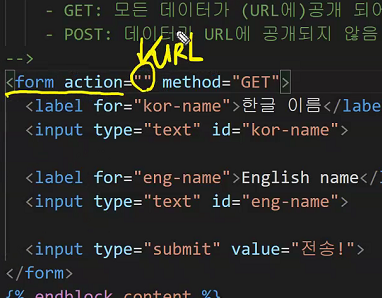 - GET: 모든 데이터가 (URL에)공개 되어
- POST: 데이터가 URL에 공개되지 않음
-->
URL
<form action="" method="GET">
<label for="kor-name">한글 이름</la
<input type="text" id="kor-name">
<label for="eng-name">English name</l
<input type="text" id="eng-name">
<input type="submit" value="전송!">
</form>
{% endblock content %}